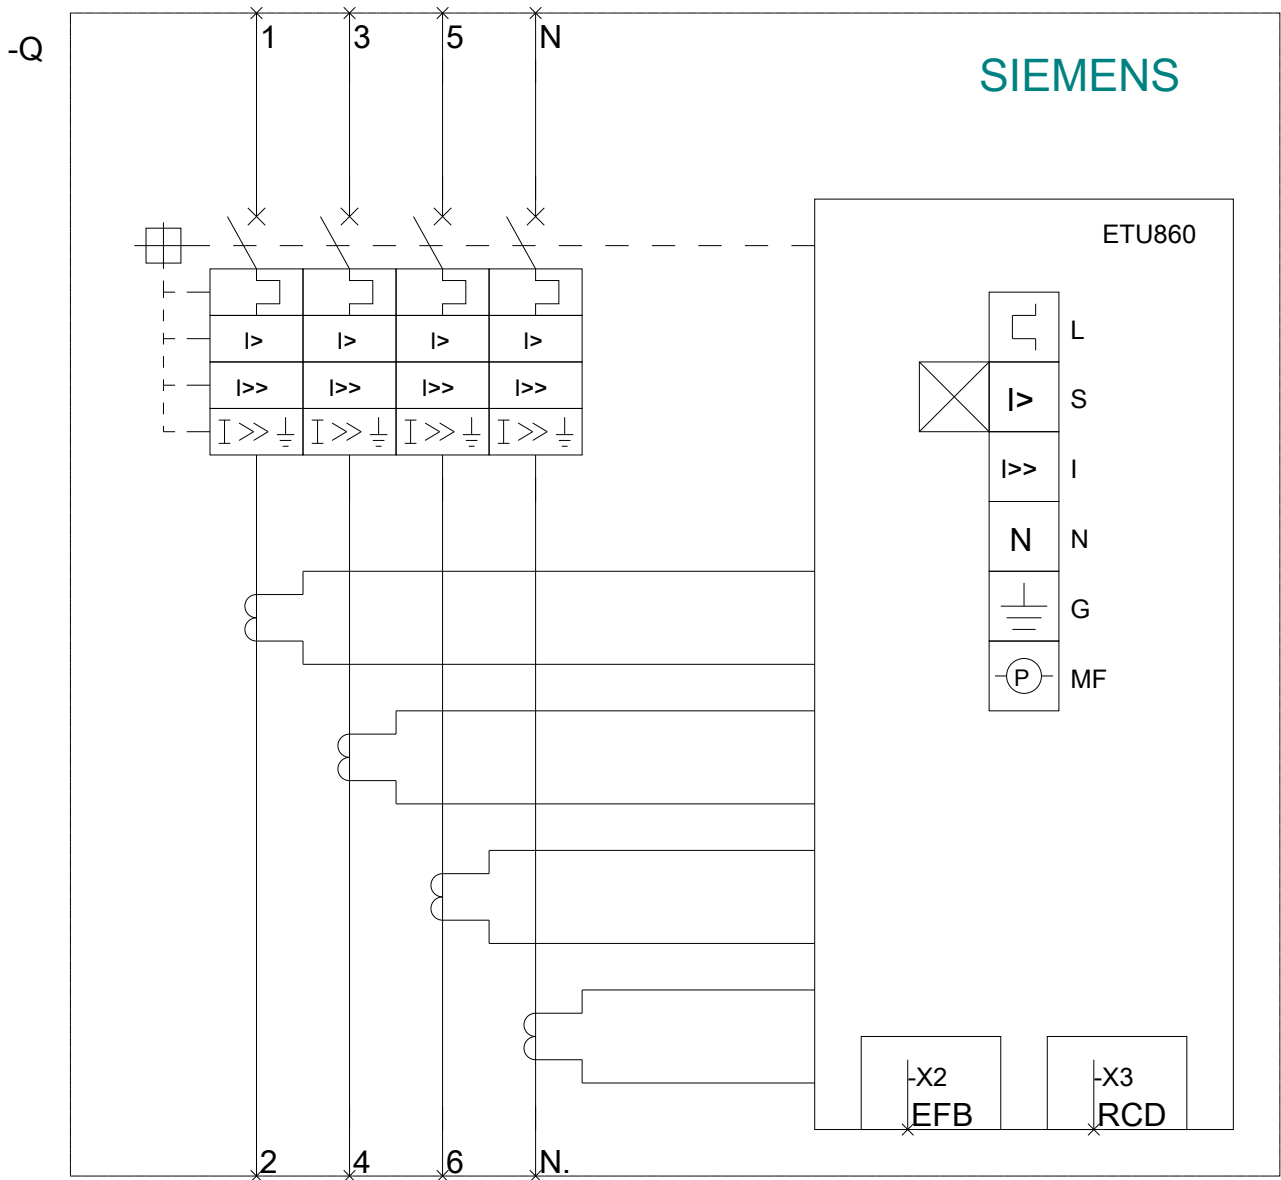 1 3 5 N
-Q
SIEMENS
ETU860
L
I> I> I> I>
I>> I>> I>> I>>
I>> I>> I>> I>>
I> S
I>> I
N N
G
P MF
-X2 -X3
EFB RCD
2 4 6 N.